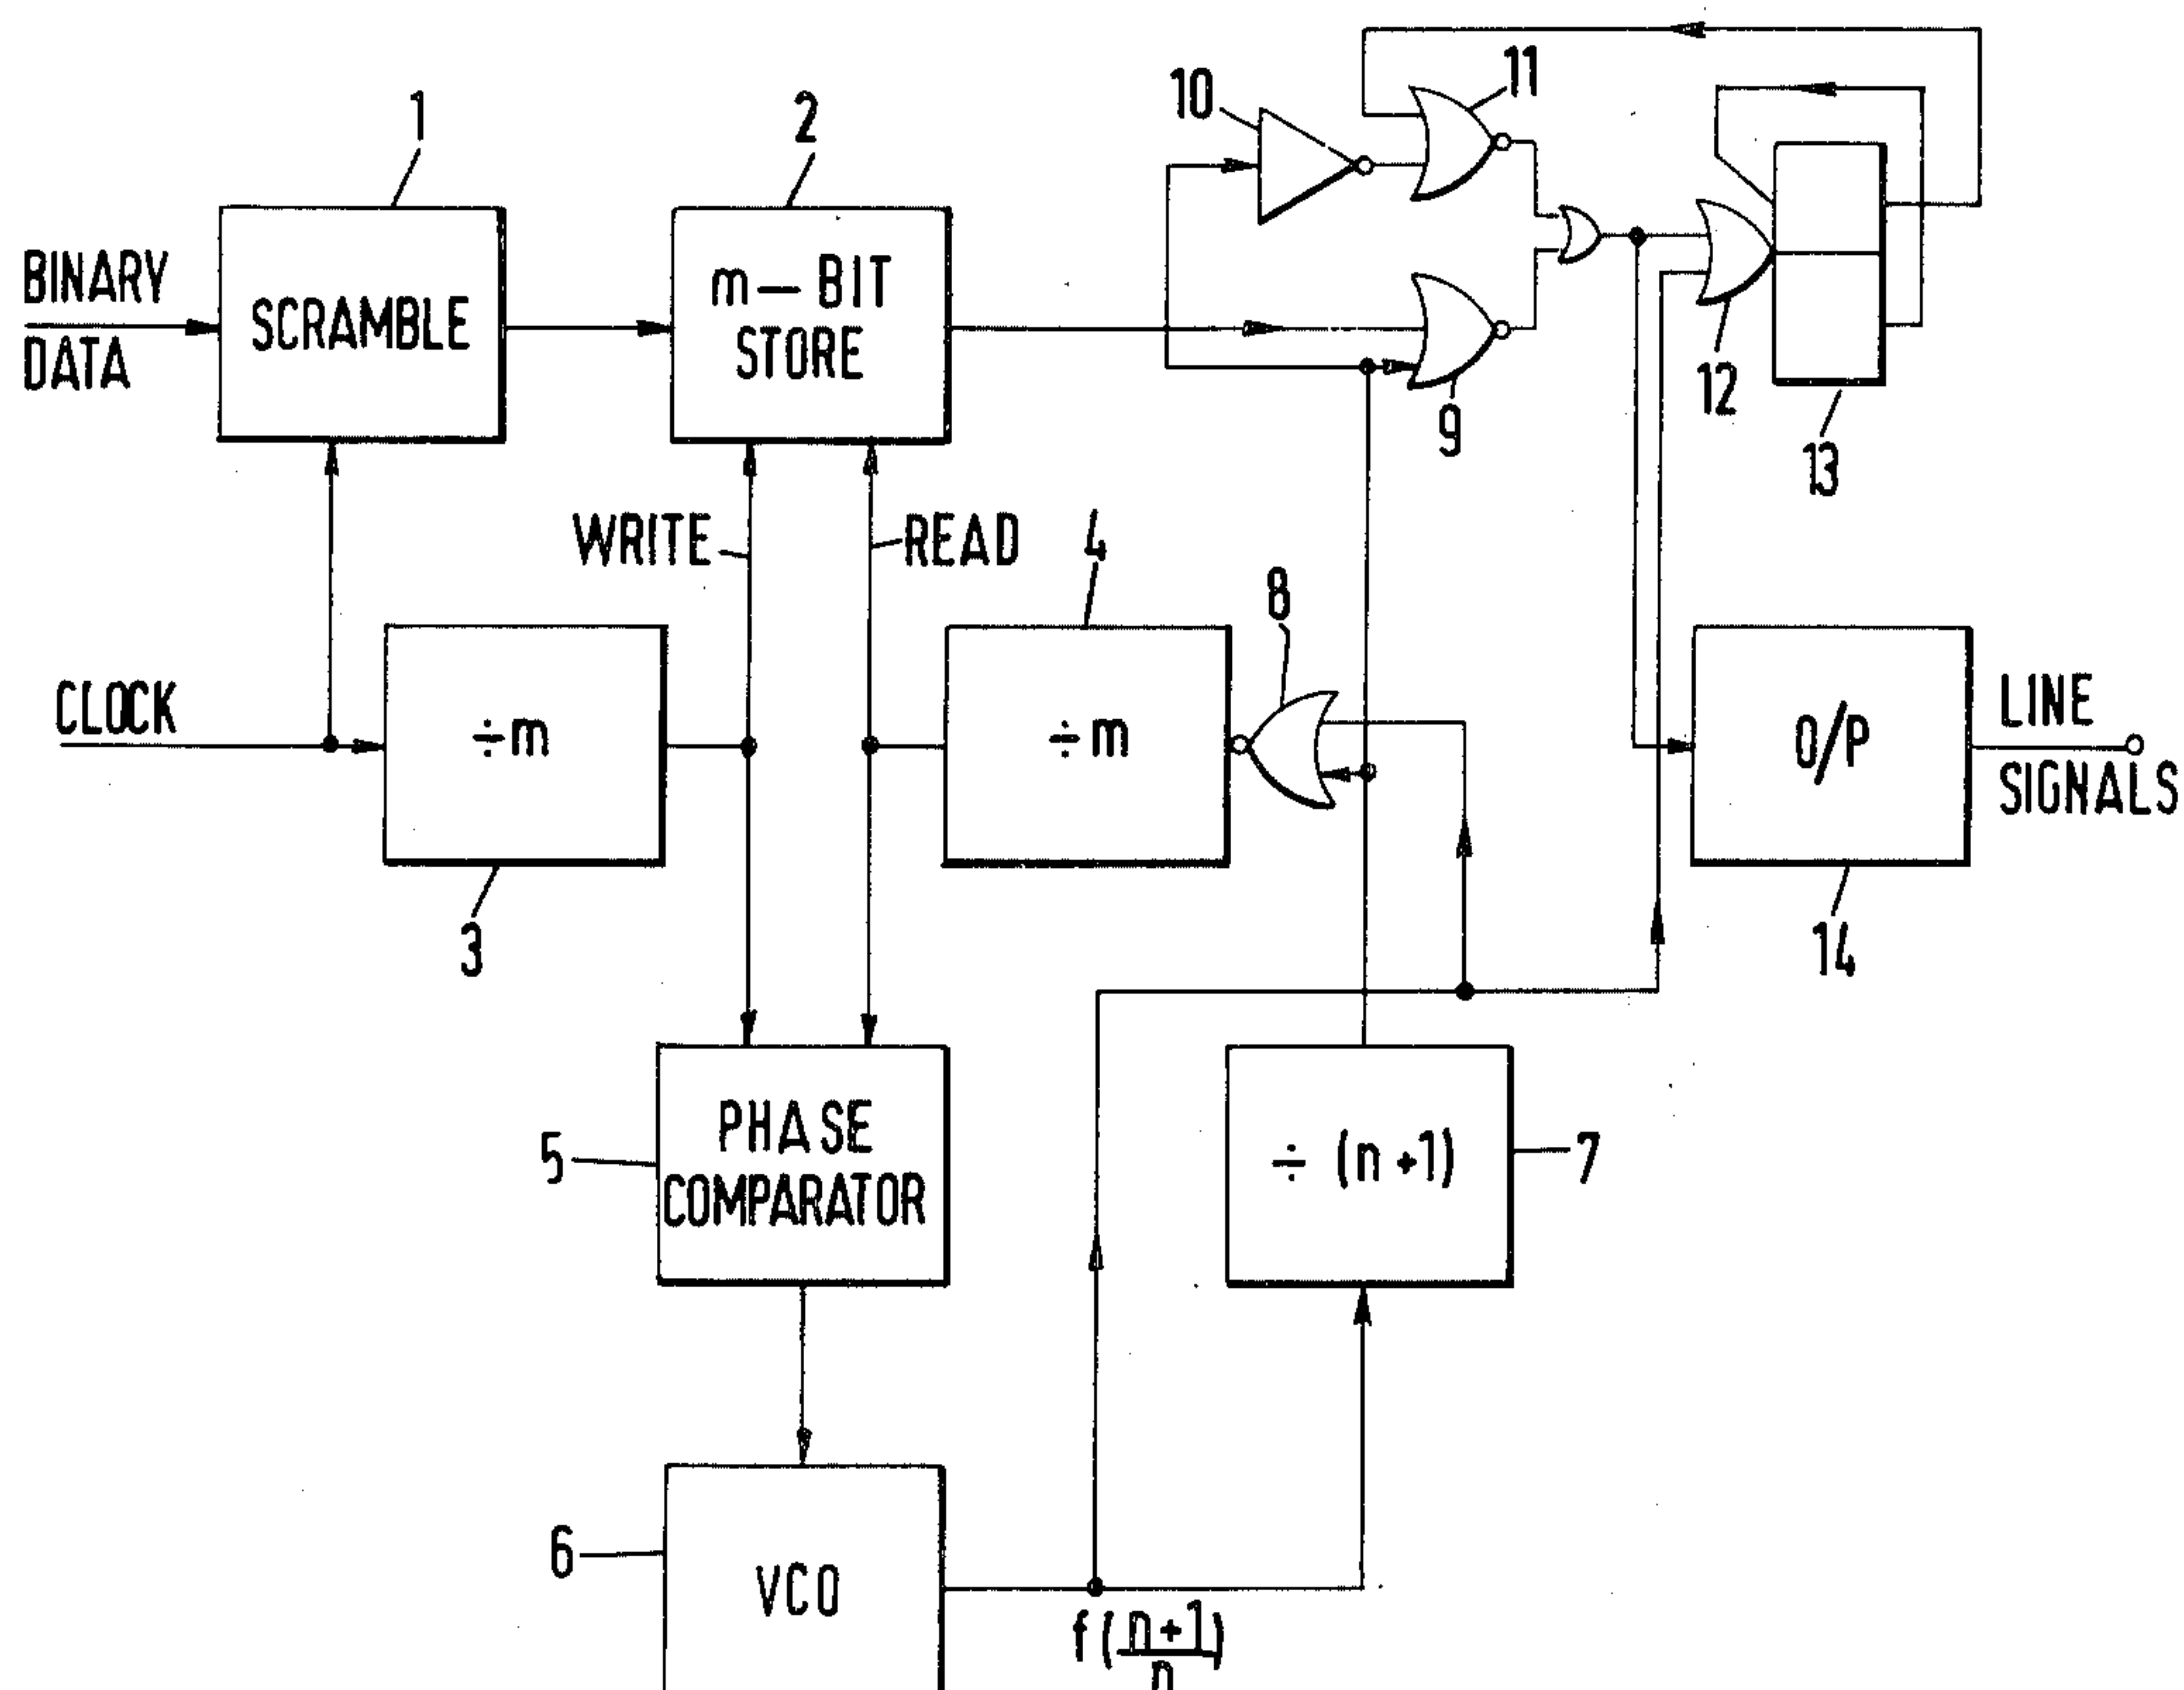 1
2
10
11
BINARY
DATA
SCRAMBLE
m — BIT
STORE
9
12
13
WRITE
READ
4
8
CLOCK
÷m
÷m
O/P
LINE
SIGNALS
3
14
5
PHASE
COMPARATOR
÷ (n +1)
7
6
VCO
f(n+1/n)